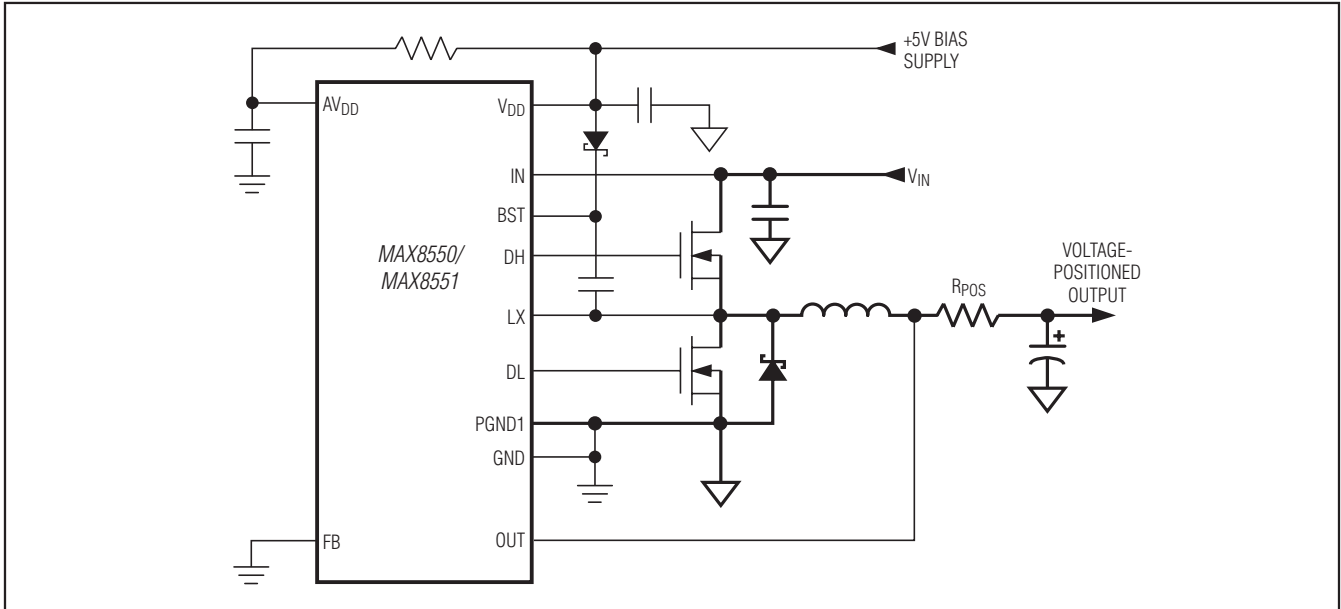 +5V BIAS
SUPPLY
AVDD
VDD
IN
VIN
BST
MAX8550/
MAX8551
DH
VOLTAGE-
POSITIONED
OUTPUT
RPOS
LX
+
DL
PGND1
GND
FB
OUT